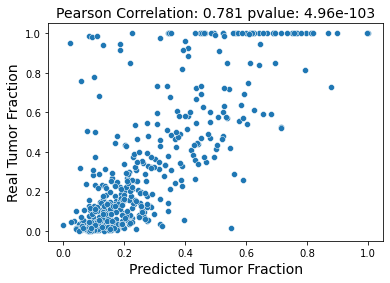 Pearson Correlation: 0.781 pvalue: 4.96e-103
1.0
0.8
0.6
0.4
0.2
0.0
Real Tumor Fraction
0.0 0.2 0.4 0.6 0.8 1.0
Predicted Tumor Fraction